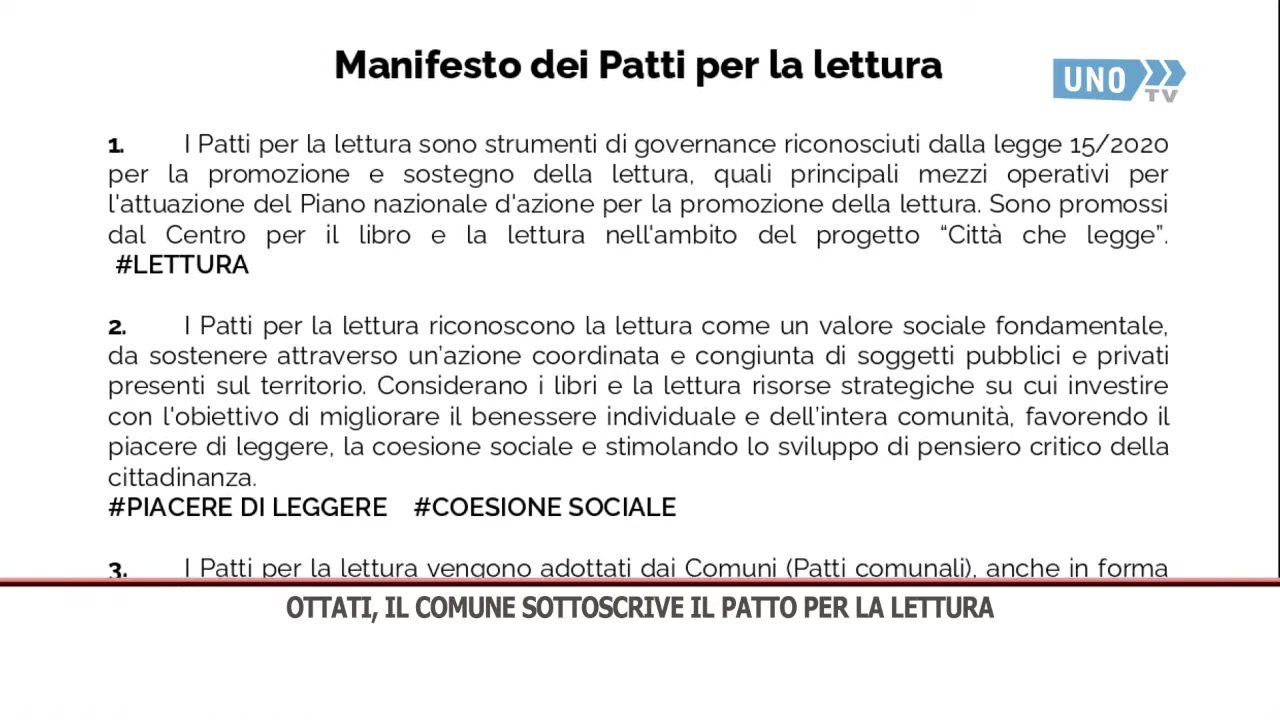 Manifesto dei Patti per la lettura
UNO
TV
1. I Patti per la lettura sono strumenti di governance riconosciuti dalla legge 15/2020
per la promozione e sostegno della lettura, quali principali mezzi operativi per
l'attuazione del Piano nazionale d'azione per la promozione della lettura. Sono promossi
dal Centro per il libro e la lettura nell'ambito del progetto “Città che legge”.
#LETTURA
2. I Patti per la lettura riconoscono la lettura come un valore sociale fondamentale,
da sostenere attraverso un’azione coordinata e congiunta di soggetti pubblici e privati
presenti sul territorio. Considerano i libri e la lettura risorse strategiche su cui investire
con l'obiettivo di migliorare il benessere individuale e dell’intera comunità, favorendo il
piacere di leggere, la coesione sociale e stimolando lo sviluppo di pensiero critico della
cittadinanza.
#PIACERE DI LEGGERE #COESIONE SOCIALE
3. I Patti per la lettura vengono adottati dai Comuni (Patti comunali), anche in forma
OTTATI, IL COMUNE SOTTOSCRIVE IL PATTO PER LA LETTURA